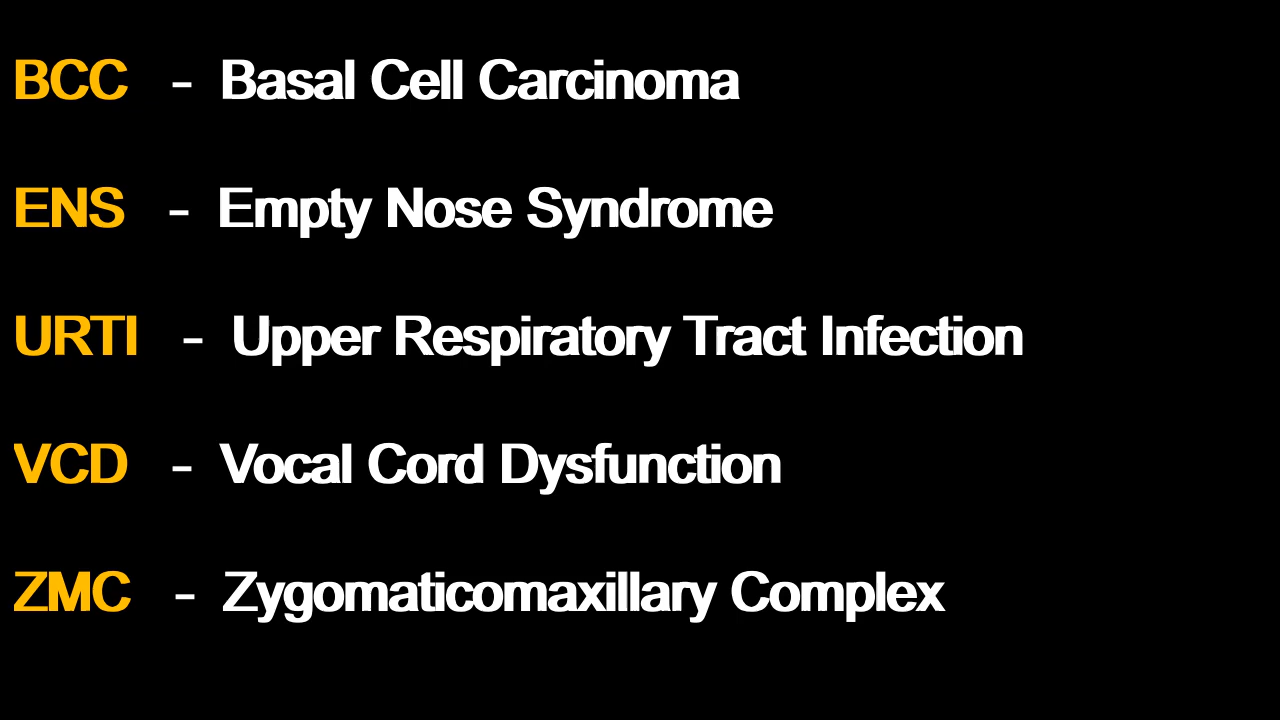 BCC - Basal Cell Carcinoma
ENS - Empty Nose Syndrome
URTI - Upper Respiratory Tract Infection
VCD - Vocal Cord Dysfunction
ZMC - Zygomaticomaxillary Complex